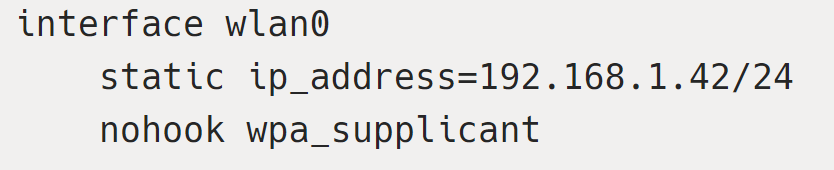 interface wlan0
    static ip_address=192.168.1.42/24
    nohook wpa_supplicant